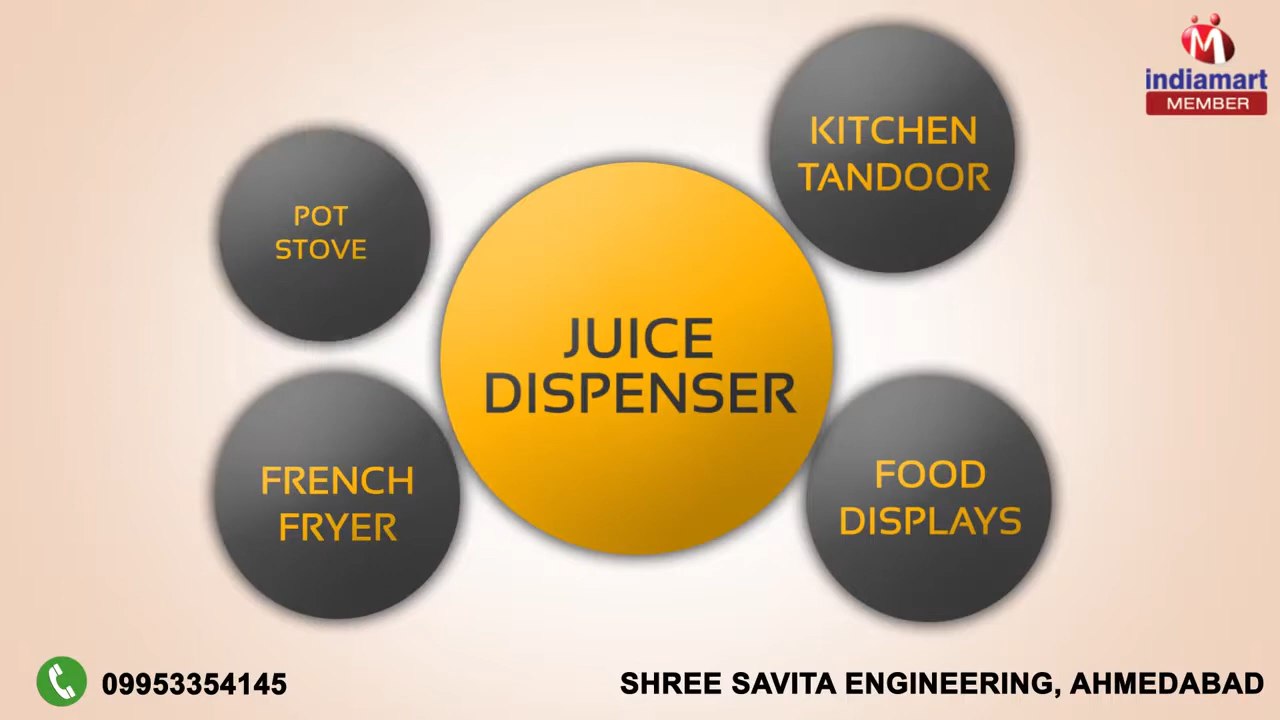 indiamart
MEMBER
KITCHEN
TANDOOR
POT
STOVE
JUICE
DISPENSER
FRENCH
FRYER
FOOD
DISPLAYS
09953354145
SHREE SAVITA ENGINEERING, AHMEDABAD